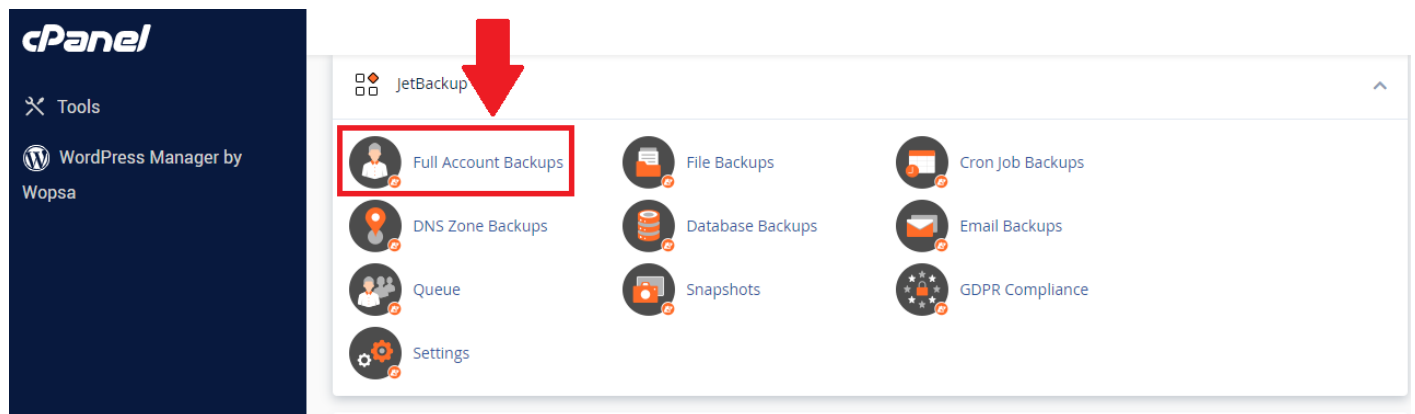 cPanel
Tools
WordPress Manager by
Wopsa
JetBackup
Full Account Backups
File Backups
Cron Job Backups
DNS Zone Backups
Database Backups
Email Backups
Queue
Snapshots
GDPR Compliance
Settings